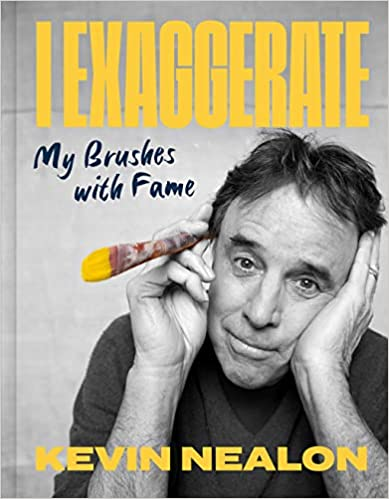 I EXAGGERATE
My Brushes
with Fame
KEVIN NEALON